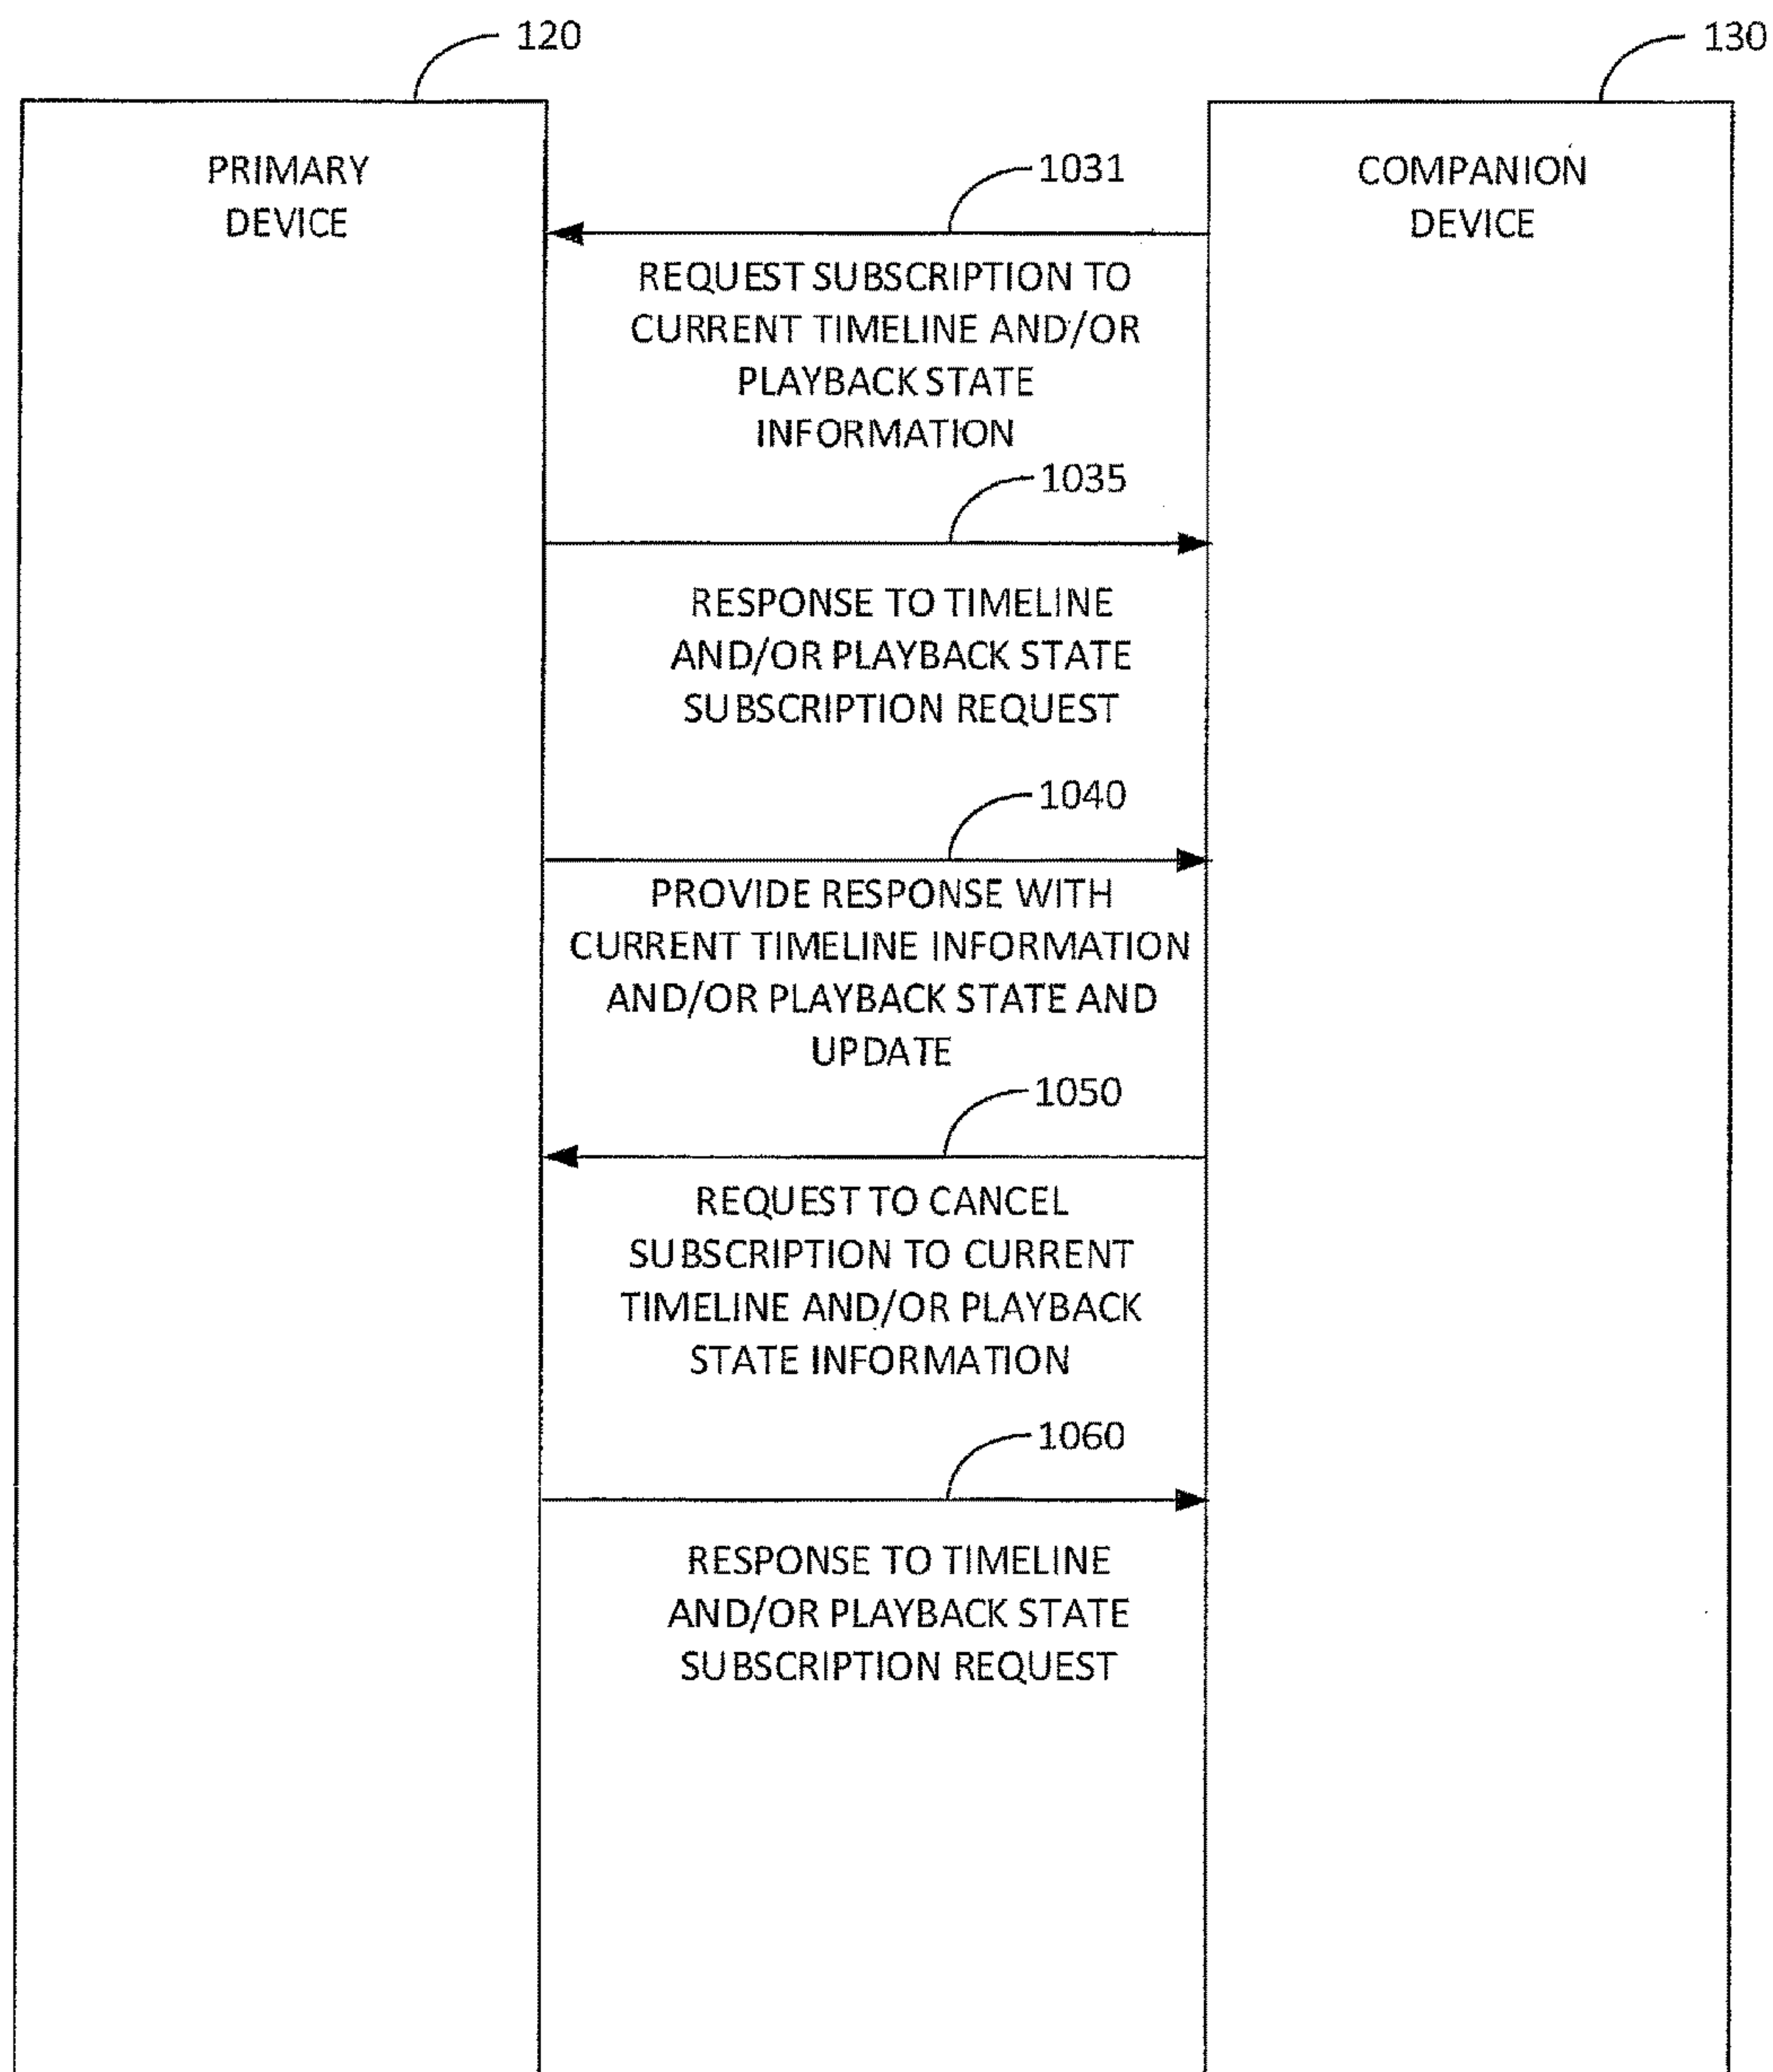 120
130
PRIMARY
DEVICE
COMPANION
DEVICE
1031
REQUEST SUBSCRIPTION TO
CURRENT TIMELINE AND/OR
PLAYBACK STATE
INFORMATION
1035
RESPONSE TO TIMELINE
AND/OR PLAYBACK STATE
SUBSCRIPTION REQUEST
1040
PROVIDE RESPONSE WITH
CURRENT TIMELINE INFORMATION
AND/OR PLAYBACK STATE AND
UPDATE
1050
REQUEST TO CANCEL
SUBSCRIPTION TO CURRENT
TIMELINE AND/OR PLAYBACK
STATE INFORMATION
1060
RESPONSE TO TIMELINE
AND/OR PLAYBACK STATE
SUBSCRIPTION REQUEST